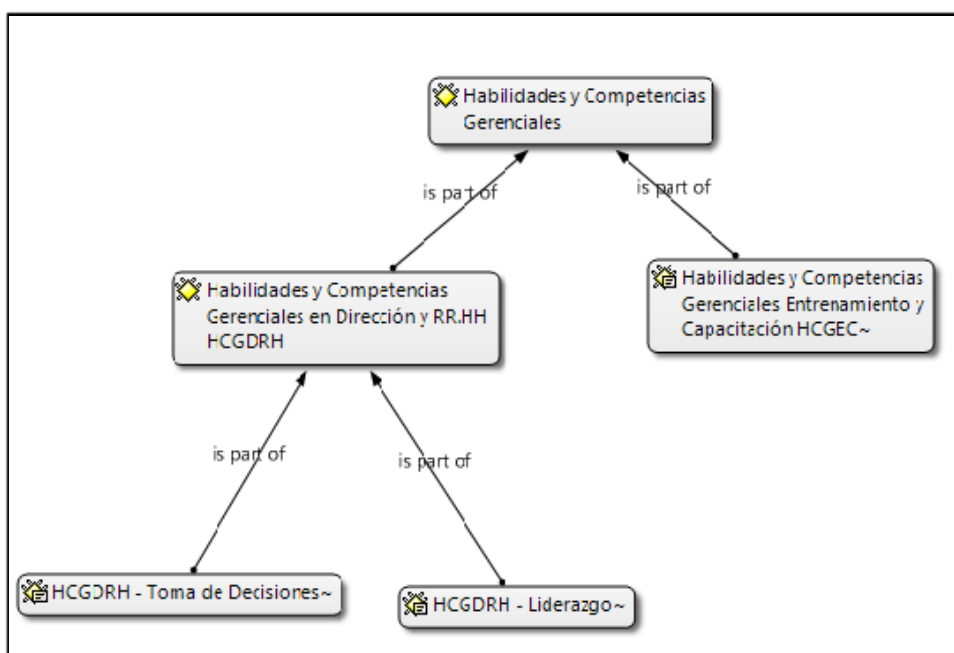 Habilidades y Competencias
Gerenciales
is part of
is part of
Habilidades y Competencias
Gerenciales en Dirección y RR.HH
HCGDRH
Habilidades y Competencias
Gerenciales Entrenamiento y
Capacitación HCGEC~
is part of
is part of
HCGDRH - Toma de Decisiones~
HCGDRH - Liderazgo~